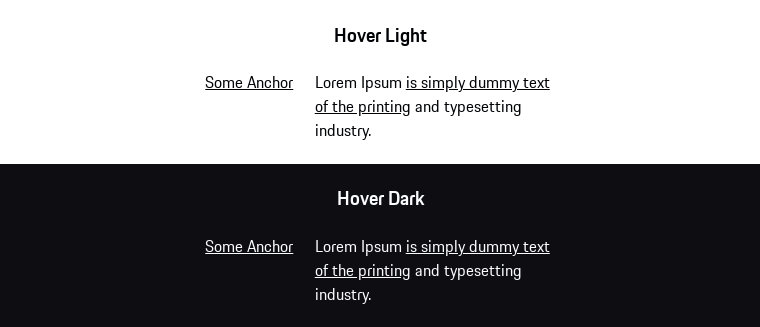 Hover Light
Some Anchor
Lorem Ipsum is simply dummy text
of the printing and typesetting
industry.
Hover Dark
Some Anchor
Lorem Ipsum is simply dummy text
of the printing and typesetting
industry.